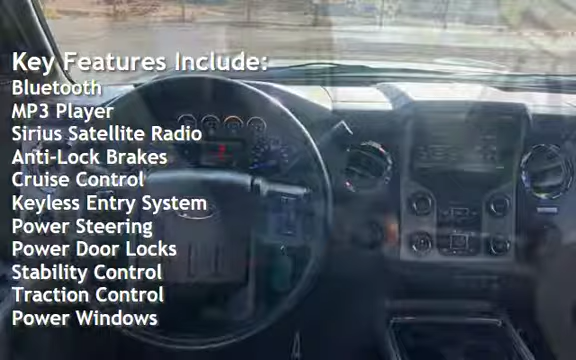 Key Features Include:
Bluetooth
MP3 Player
Sirius Satellite Radio
Anti-Lock Brakes
Cruise Control
Keyless Entry System
Power Steering
Power Door Locks
Stability Control
Traction Control
Power Windows